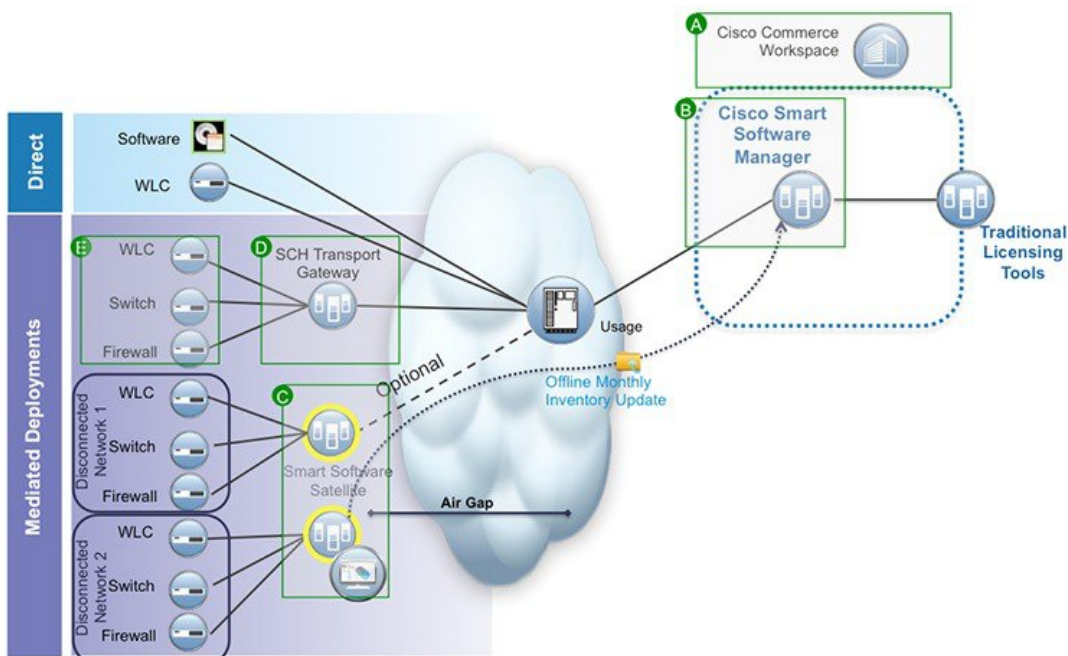 A
Cisco Commerce
Workspace
B
Cisco Smart
Software
Manager
Traditional
Licensing
Tools
Direct
Software
WLC
Mediated Deployments
E
WLC
Switch
Firewall
D
SCH Transport
Gateway
Usage
Optional
Offline Monthly
Inventory Update
Disconnected
Network 1
WLC
Switch
Firewall
C
Smart Software
Satellite
Air Gap
Disconnected
Network 2
WLC
Switch
Firewall